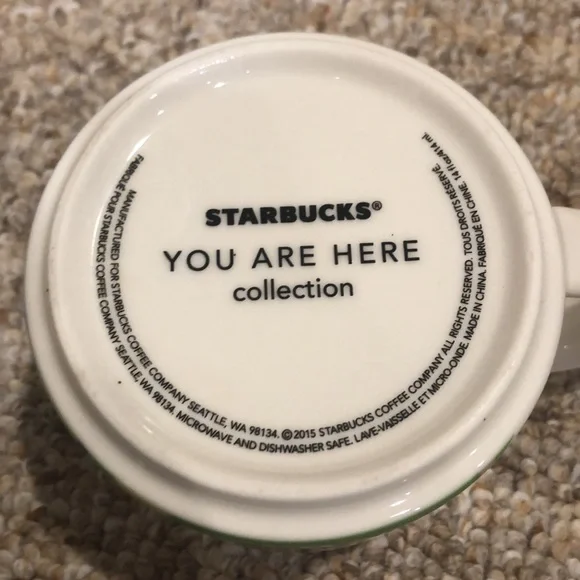 STARBUCKS®
YOU ARE HERE
collection
MANUFACTURED FOR STARBUCKS COFFEE COMPANY SEATTLE, WA 98134. ©2015 STARBUCKS COFFEE COMPANY ALL RIGHTS RESERVED. TOUS DROITS RÉSERVÉ. 14 fl oz/414 ml
FABRIQUÉ POUR STARBUCKS COFFEE COMPANY SEATTLE, WA 98134. MICROWAVE AND DISHWASHER SAFE. LAVE-VAISSELLE ET MICRO-ONDE. MADE IN CHINA. FABRIQUÉ EN CHINE.